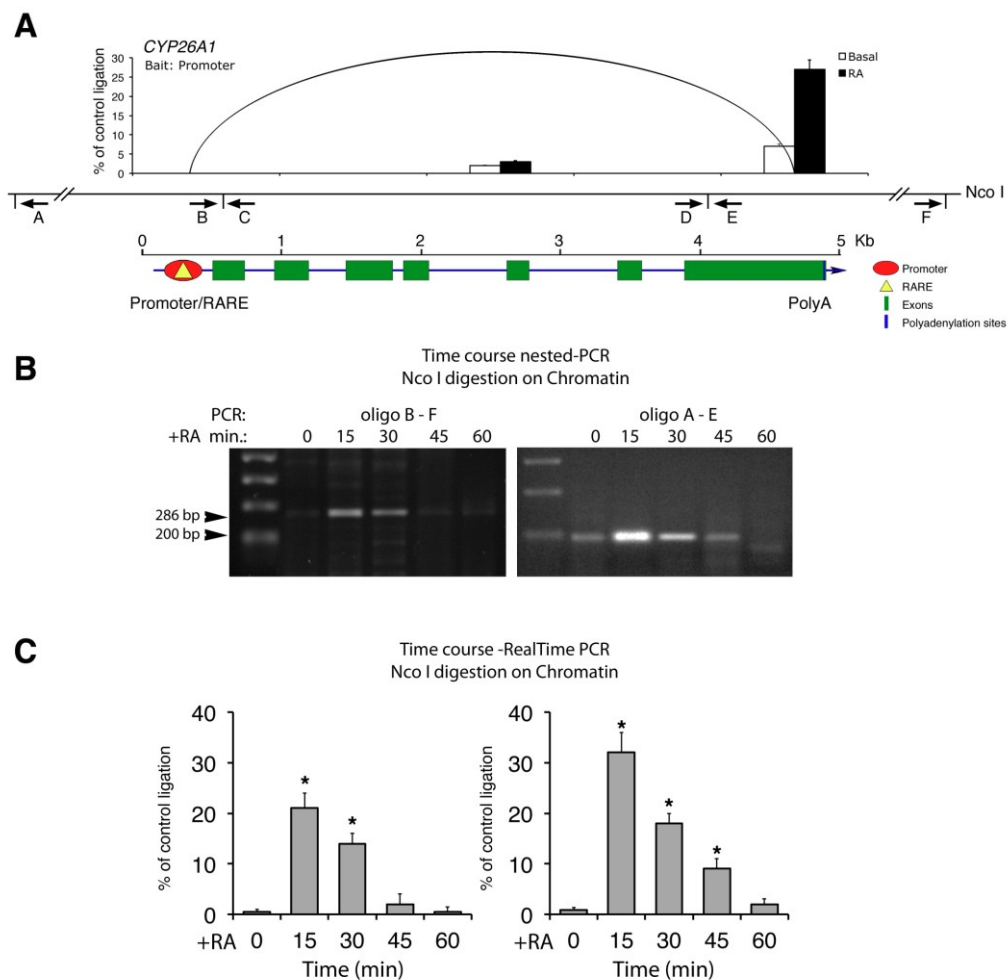 A
CYP26A1
Bait: Promoter
% of control ligation
30
25
20
15
10
5
0
Basal
RA
A
B
C
D
E
F
Nco I
0
1
2
3
4
5
Kb
Promoter/RARE
PolyA
Promoter
RARE
Exons
Polyadenylation sites
B
Time course nested-PCR
Nco I digestion on Chromatin
PCR: oligo B - F oligo A - E
+RA min.: 0 15 30 45 60 0 15 30 45 60
286 bp
200 bp
C
Time course -RealTime PCR
Nco I digestion on Chromatin
% of control ligation
40
30
20
10
0
* *
+RA 0 15 30 45 60
Time (min)
% of control ligation
40
30
20
10
0
* * *
+RA 0 15 30 45 60
Time (min)